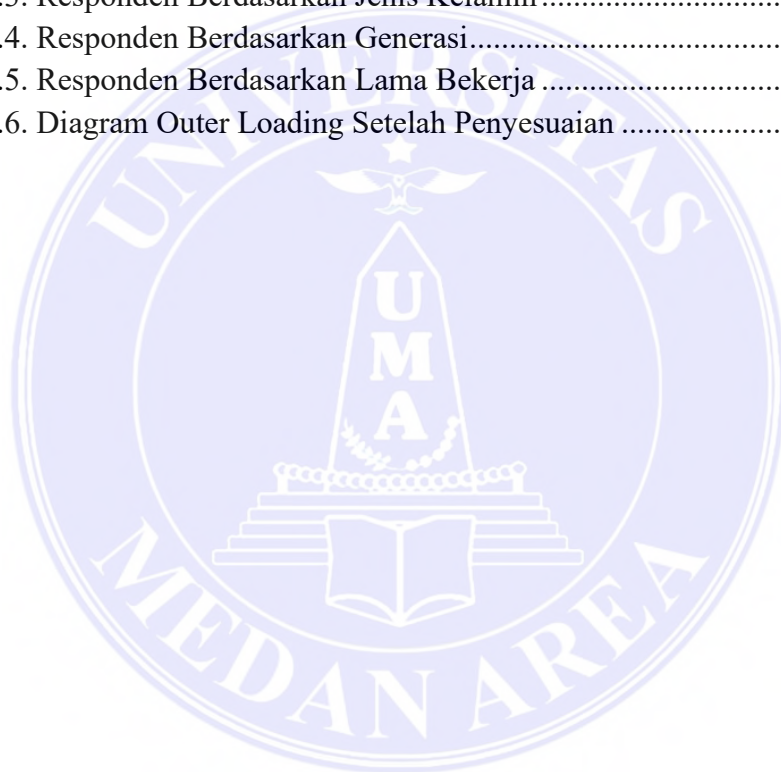 .3. Responden Berdasarkan Jenis Kelamin..............................
.4. Responden Berdasarkan Generasi.......................................
.5. Responden Berdasarkan Lama Bekerja ..............................
.6. Diagram Outer Loading Setelah Penyesuaian ....................
UNIVERSITAS
U
M
A
MEDAN AREA